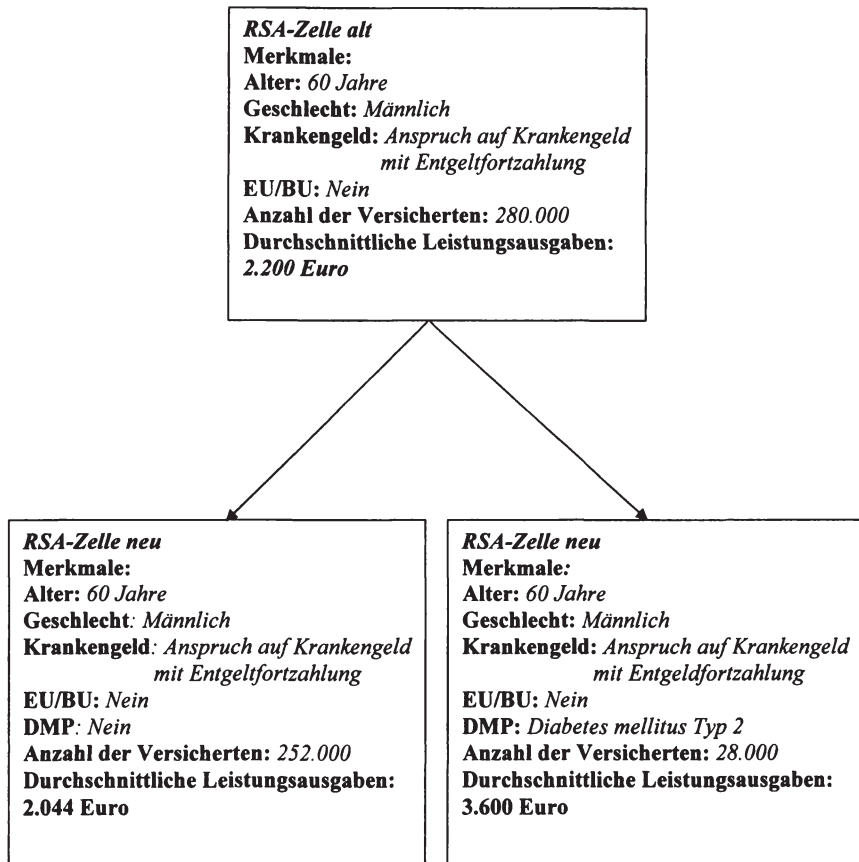 RSA-Zelle alt
Merkmale:
Alter: 60 Jahre
Geschlecht: Männlich
Krankengeld: Anspruch auf Krankengeld
mit Entgeltfortzahlung
EU/BU: Nein
Anzahl der Versicherten: 280.000
Durchschnittliche Leistungsausgaben:
2.200 Euro
RSA-Zelle neu
Merkmale:
Alter: 60 Jahre
Geschlecht: Männlich
Krankengeld: Anspruch auf Krankengeld
mit Entgeltfortzahlung
EU/BU: Nein
DMP: Nein
Anzahl der Versicherten: 252.000
Durchschnittliche Leistungsausgaben:
2.044 Euro
RSA-Zelle neu
Merkmale:
Alter: 60 Jahre
Geschlecht: Männlich
Krankengeld: Anspruch auf Krankengeld
mit Entgeldfortzahlung
EU/BU: Nein
DMP: Diabetes mellitus Typ 2
Anzahl der Versicherten: 28.000
Durchschnittliche Leistungsausgaben:
3.600 Euro